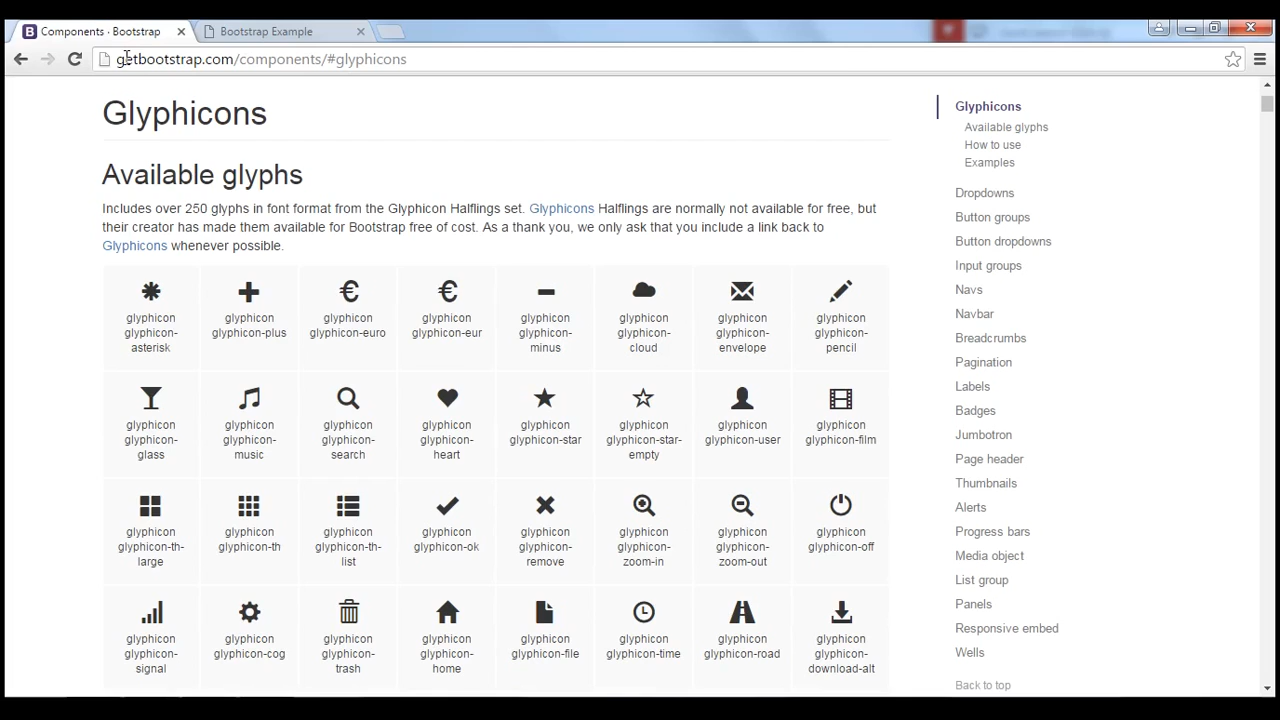 Components · Bootstrap
Bootstrap Example
getbootstrap.com/components/#glyphicons
Glyphicons
Available glyphs
Includes over 250 glyphs in font format from the Glyphicon Halflings set. Glyphicons Halflings are normally not available for free, but
their creator has made them available for Bootstrap free of cost. As a thank you, we only ask that you include a link back to
Glyphicons whenever possible.
glyphicon glyphicon glyphicon glyphicon glyphicon glyphicon glyphicon glyphicon
glyphicon- glyphicon-plus glyphicon-euro glyphicon-eur glyphicon- glyphicon- glyphicon- glyphicon-
asterisk minus cloud envelope pencil
glyphicon glyphicon glyphicon glyphicon glyphicon glyphicon glyphicon glyphicon
glyphicon- glyphicon- glyphicon- glyphicon- glyphicon-star glyphicon-star- glyphicon-user glyphicon-film
glass music search heart empty
glyphicon glyphicon glyphicon glyphicon glyphicon glyphicon glyphicon glyphicon
glyphicon-th- glyphicon-th glyphicon-th- glyphicon-ok glyphicon- glyphicon- glyphicon- glyphicon-off
large list remove zoom-in zoom-out
glyphicon glyphicon glyphicon glyphicon glyphicon glyphicon glyphicon glyphicon
glyphicon- glyphicon-cog glyphicon- glyphicon- glyphicon-file glyphicon-time glyphicon-road glyphicon-
signal trash home download-alt
Glyphicons
Available glyphs
How to use
Examples
Dropdowns
Button groups
Button dropdowns
Input groups
Navs
Navbar
Breadcrumbs
Pagination
Labels
Badges
Jumbotron
Page header
Thumbnails
Alerts
Progress bars
Media object
List group
Panels
Responsive embed
Wells
Back to top